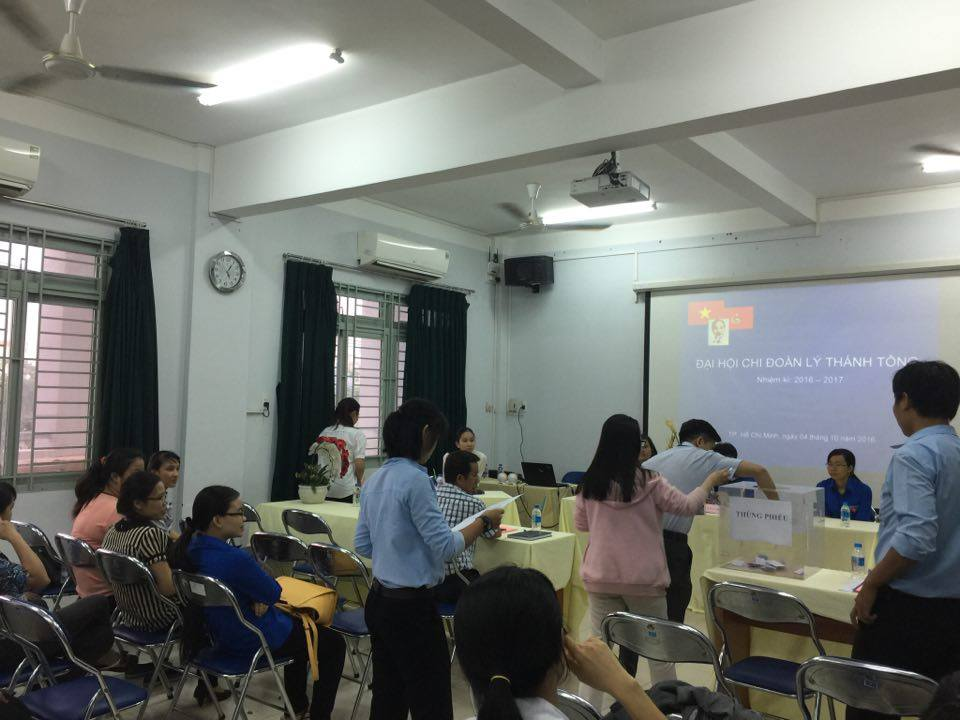 ĐẠI HỘI CHI ĐOÀN LÝ THÁNH TÔNG
Nhiệm kì: 2016 – 2017
TP. Hồ Chí Minh, ngày 04 tháng 10 năm 2016
THÙNG PHIẾU